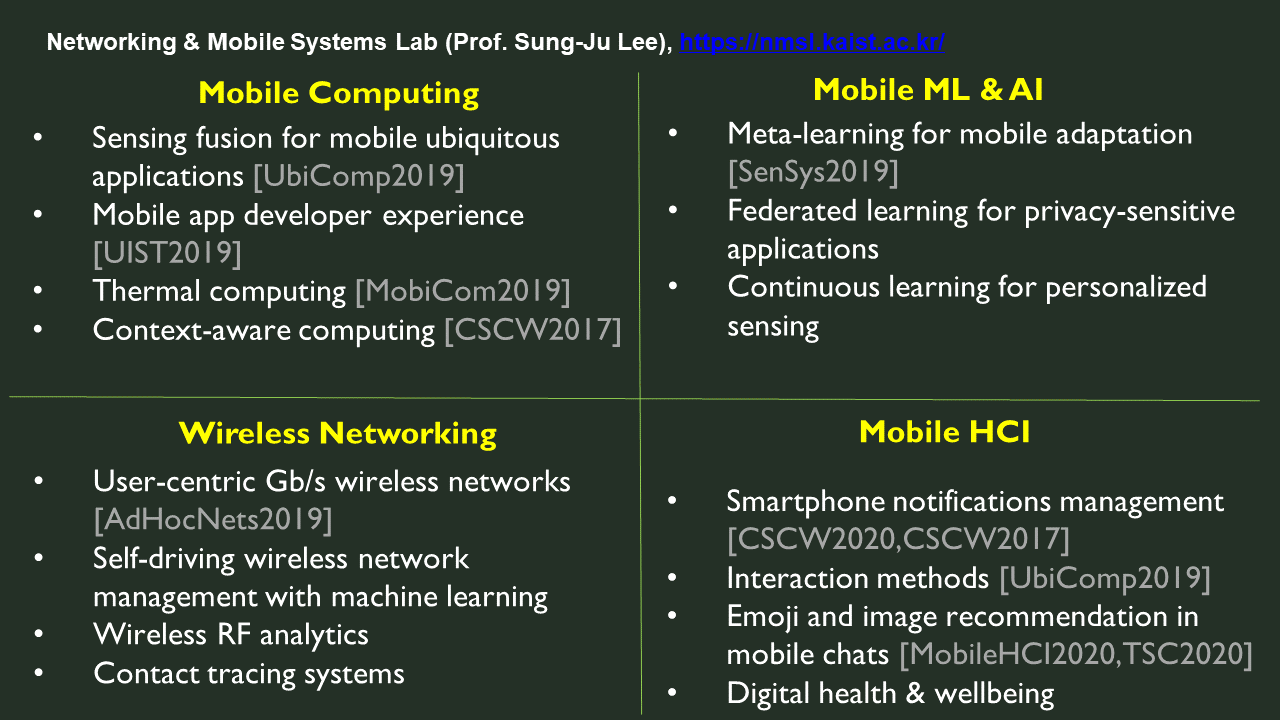 Networking & Mobile Systems Lab (Prof. Sung-Ju Lee), https://nmsl.kaist.ac.kr/
Mobile Computing
• Sensing fusion for mobile ubiquitous
applications [UbiComp2019]
• Mobile app developer experience
[UIST2019]
• Thermal computing [MobiCom2019]
• Context-aware computing [CSCW2017]
Mobile ML & AI
• Meta-learning for mobile adaptation
[SenSys2019]
• Federated learning for privacy-sensitive
applications
• Continuous learning for personalized
sensing
Wireless Networking
• User-centric Gb/s wireless networks
[AdHocNets2019]
• Self-driving wireless network
management with machine learning
• Wireless RF analytics
• Contact tracing systems
Mobile HCI
• Smartphone notifications management
[CSCW2020,CSCW2017]
• Interaction methods [UbiComp2019]
• Emoji and image recommendation in
mobile chats [MobileHCI2020,TSC2020]
• Digital health & wellbeing